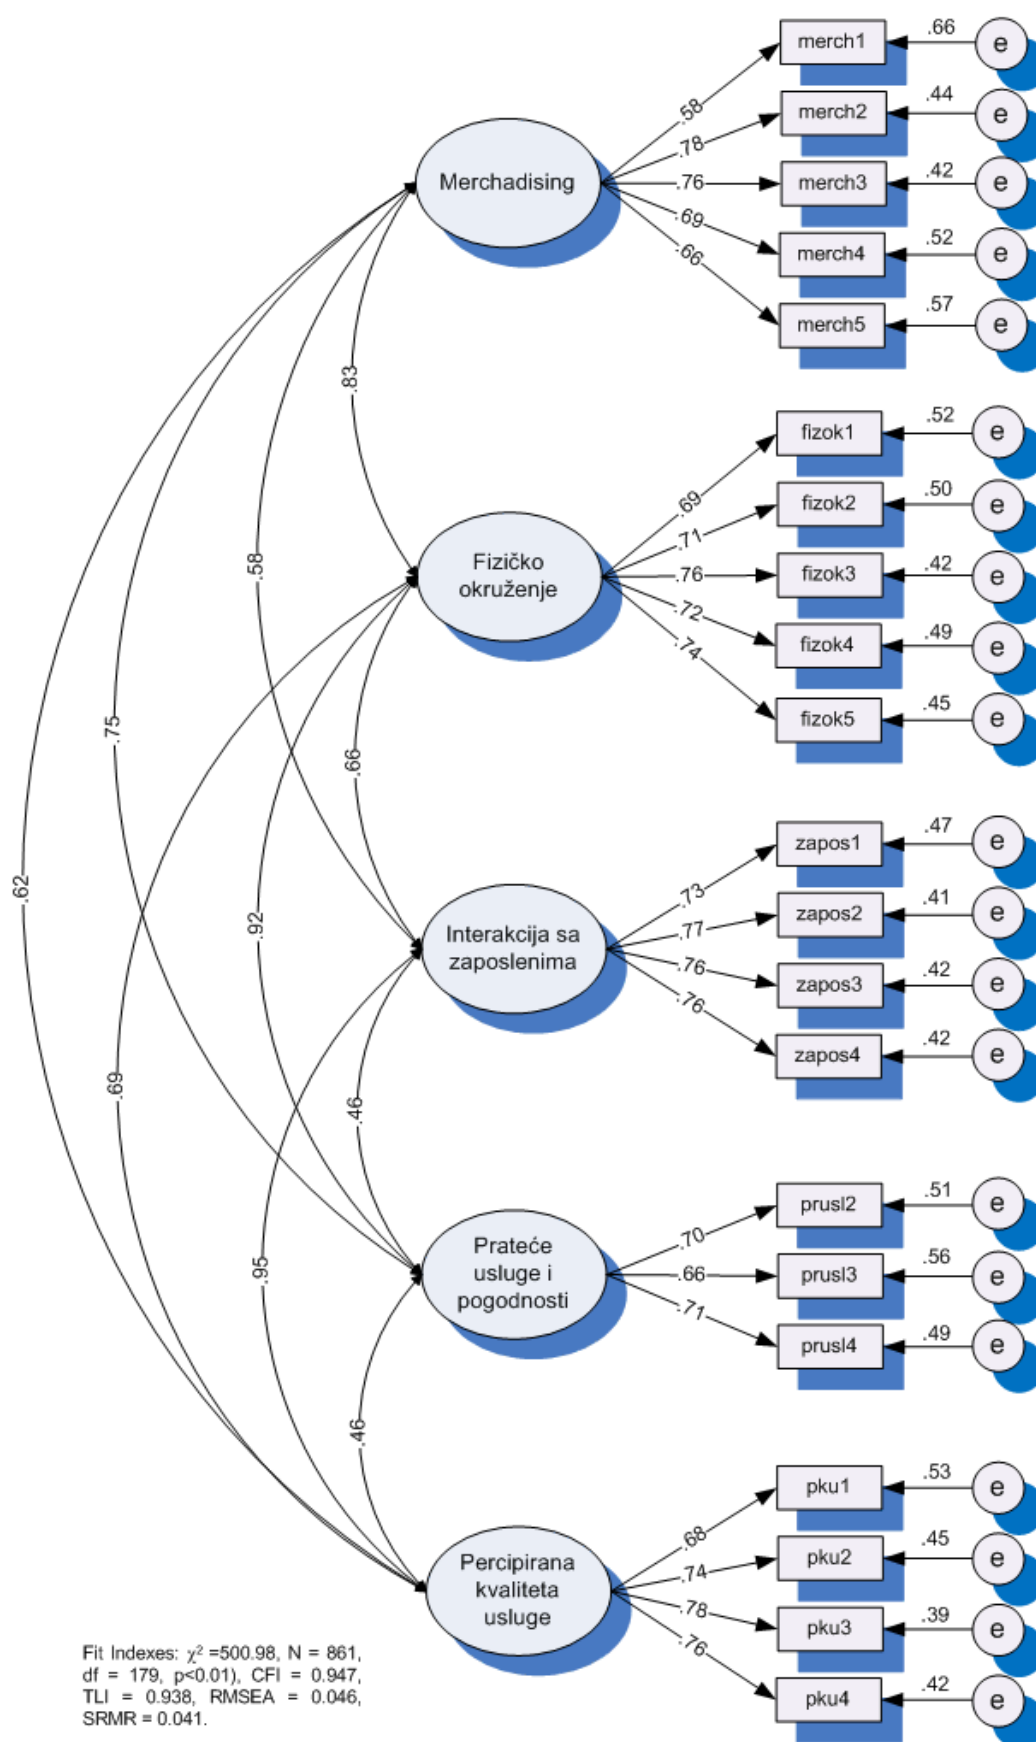 merch1
.66
e
.58
merch2
.44
e
.78
Merchadising
merch3
.42
e
.76
merch4
.52
e
.69
merch5
.57
e
.66
.83
fizok1
.52
e
.69
fizok2
.50
e
.71
Fizičko
okruženje
fizok3
.42
e
.76
fizok4
.49
e
.72
fizok5
.45
e
.74
.58
.75
.66
zapos1
.47
e
.73
zapos2
.41
e
.77
Interakcija sa
zaposlenima
zapos3
.42
e
.76
zapos4
.42
e
.76
.62
.92
.69
.46
prusl2
.51
e
.70
Prateće
usluge i
pogodnosti
prusl3
.56
e
.66
prusl4
.49
e
.71
.95
.46
pku1
.53
e
.68
pku2
.45
e
.74
Percipirana
kvaliteta
usluge
pku3
.39
e
.78
pku4
.42
e
.76
Fit Indexes: χ² =500.98, N = 861,
df = 179, p<0.01), CFI = 0.947,
TLI = 0.938, RMSEA = 0.046,
SRMR = 0.041.